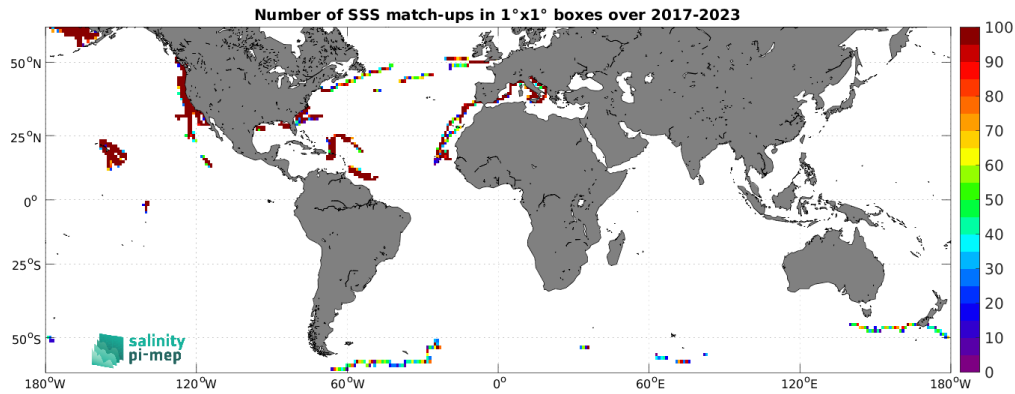 Number of SSS match-ups in 1°x1° boxes over 2017-2023
50°N
25°N
0°
25°S
50°S
180°W
120°W
60°W
0°
60°E
120°E
180°W
100
90
80
70
60
50
40
30
20
10
0
salinity
pi-mep